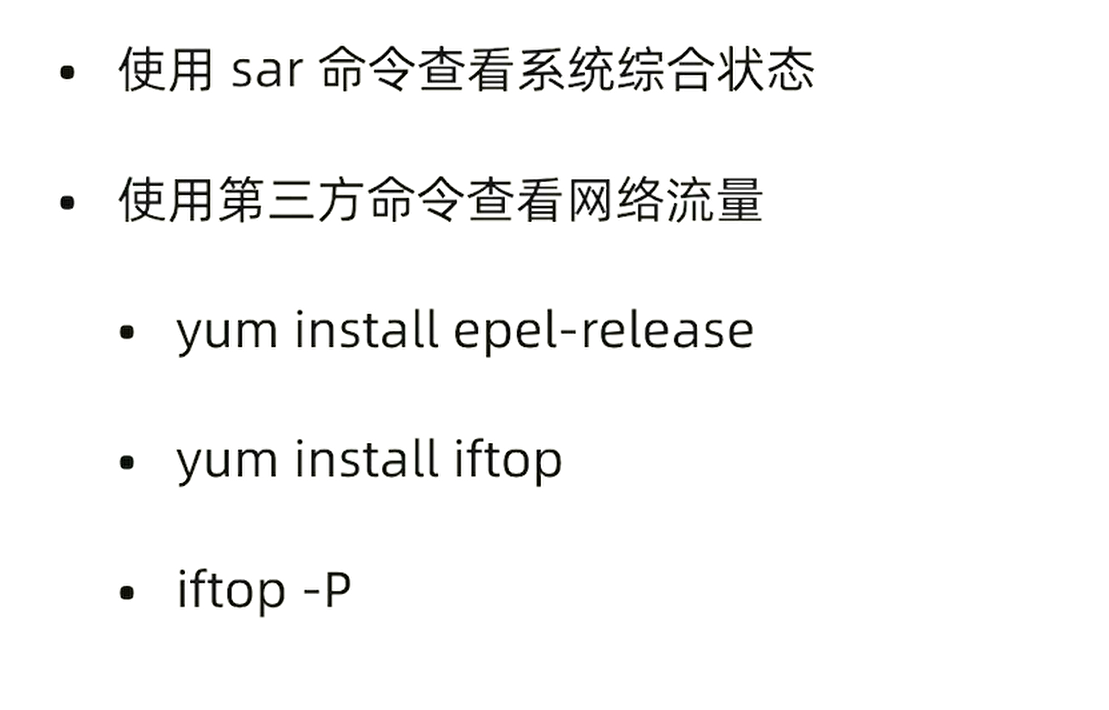 • 使用 sar 命令查看系统综合状态
• 使用第三方命令查看网络流量
• yum install epel-release
• yum install iftop
• iftop -P